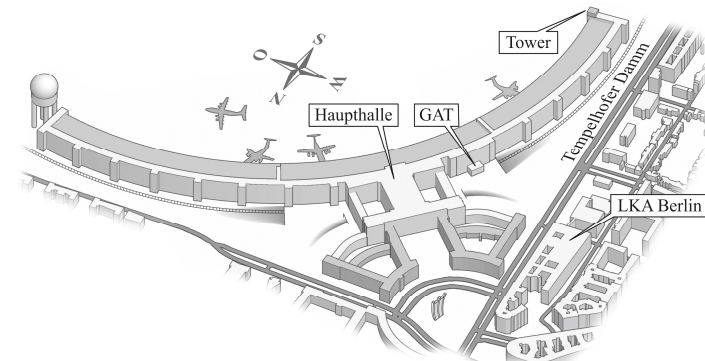 Tower
S
O
W
N
Tempelhofer Damm
Haupthalle
GAT
LKA Berlin